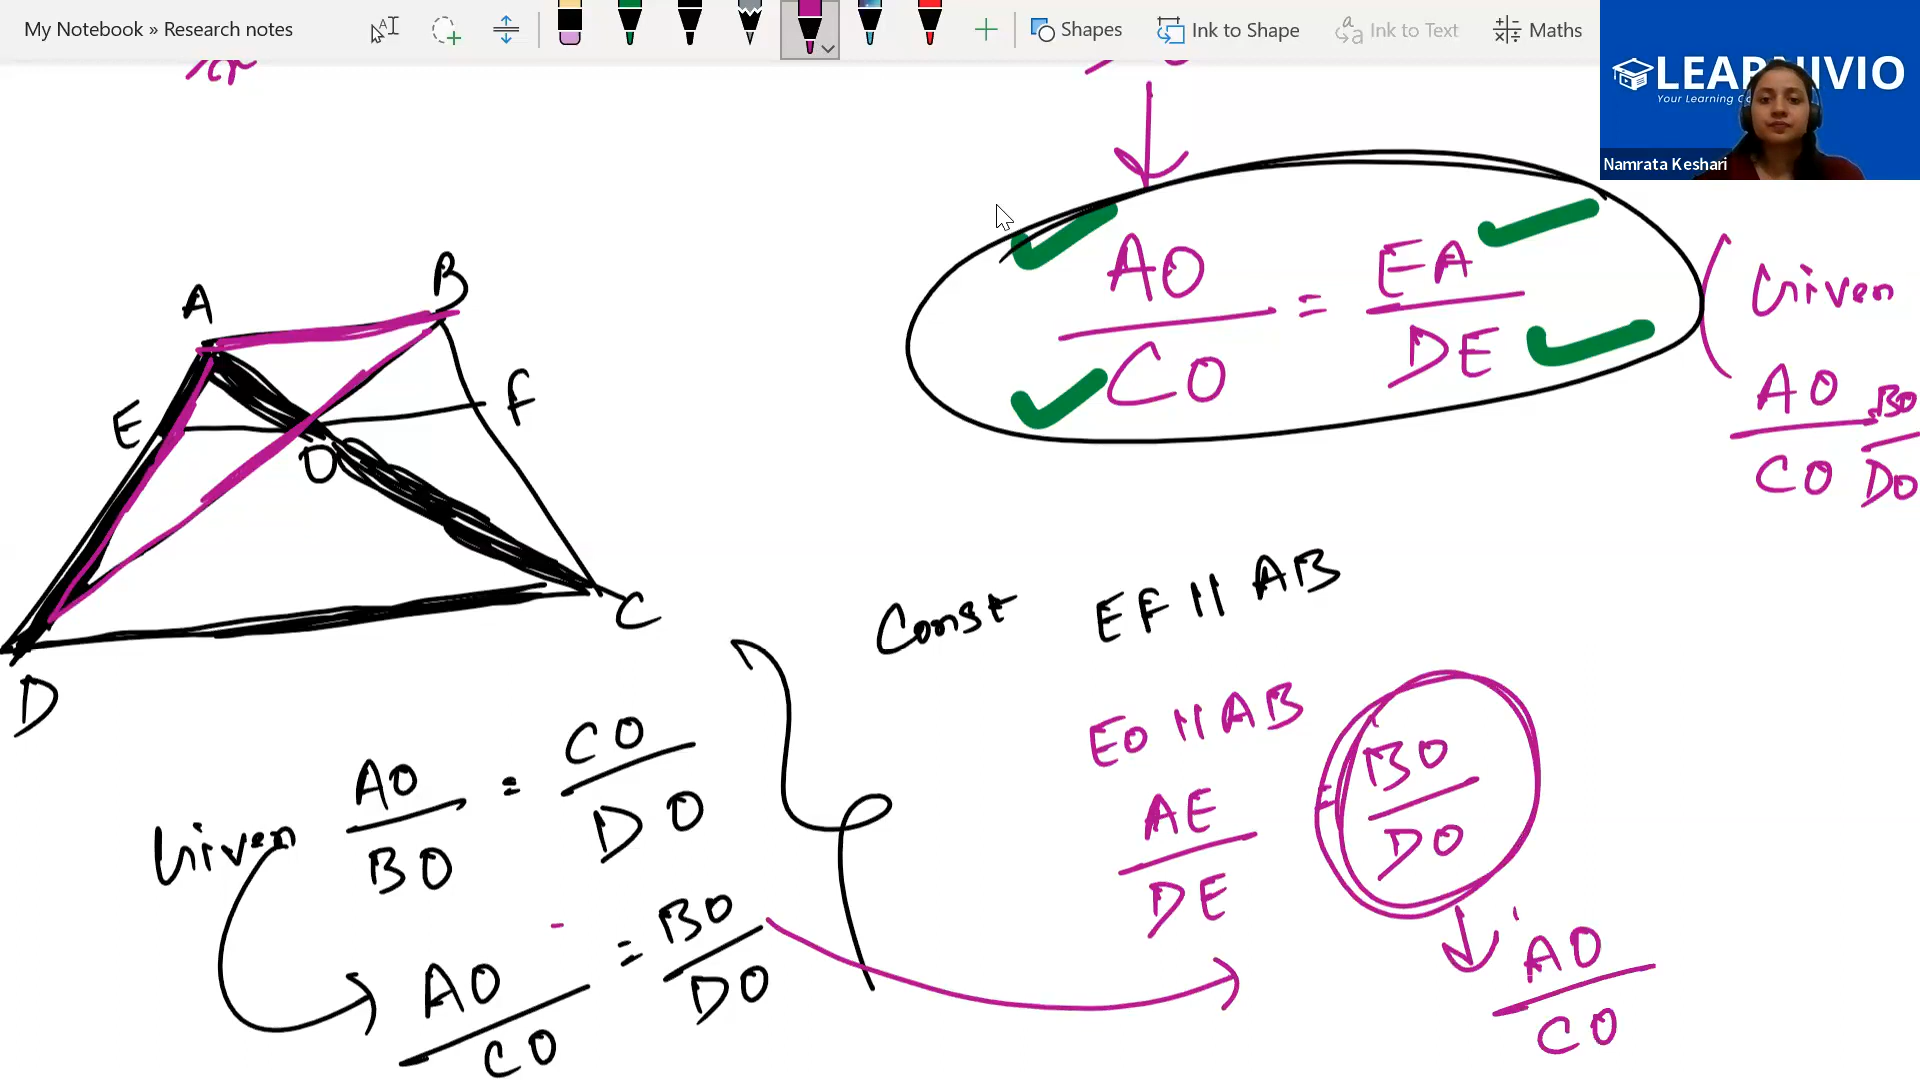 My Notebook » Research notes
Shapes
Ink to Shape
Ink to Text
Maths
LEARNIVIO
Namrata Keshari
AO = EA
CO DE
Given
AO BO
CO DO
A
B
E
F
O
C
D
Const EF || AB
EO || AB
AE = BO
DE DO
AO
CO
Given AO = CO
BO DO
AO = BO
CO DO